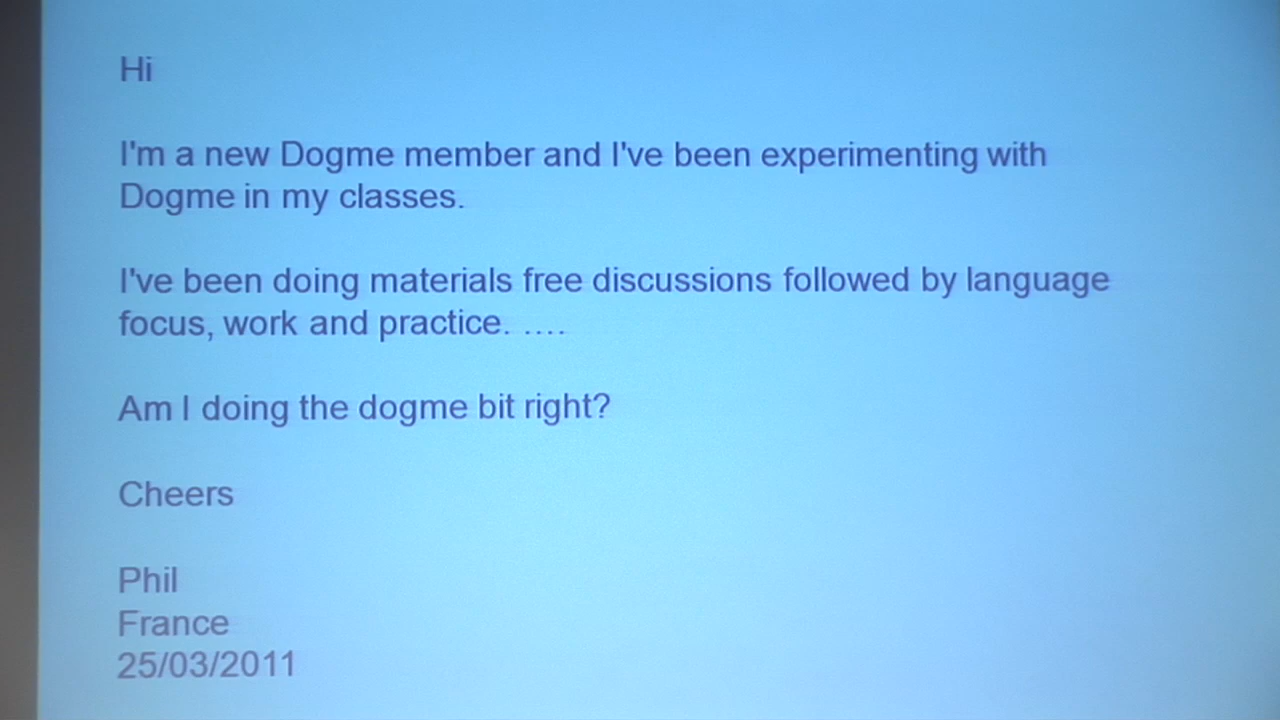 Hi
I'm a new Dogme member and I've been experimenting with
Dogme in my classes.
I've been doing materials free discussions followed by language
focus, work and practice. ....
Am I doing the dogme bit right?
Cheers
Phil
France
25/03/2011